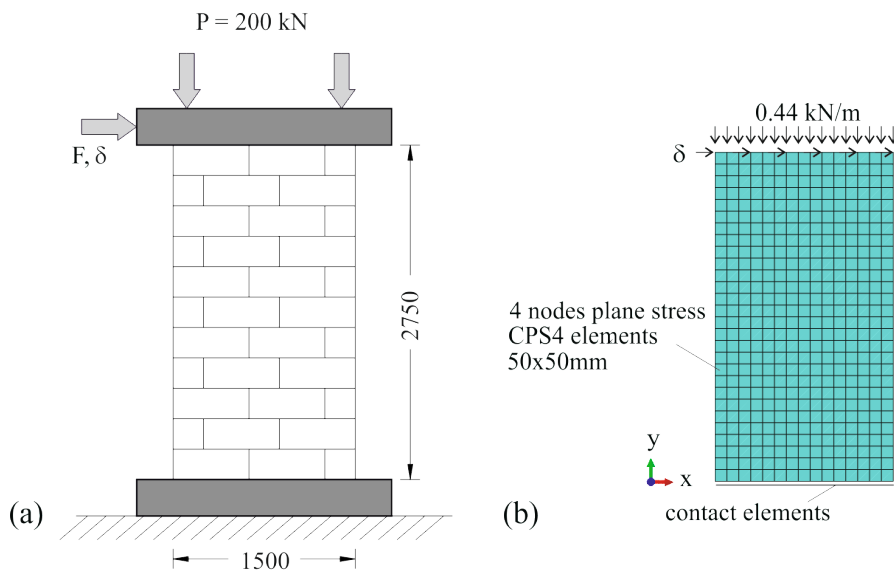 P = 200 kN
F, δ
2750
1500
(a)
0.44 kN/m
δ
4 nodes plane stress
CPS4 elements
50x50mm
y
x
contact elements
(b)